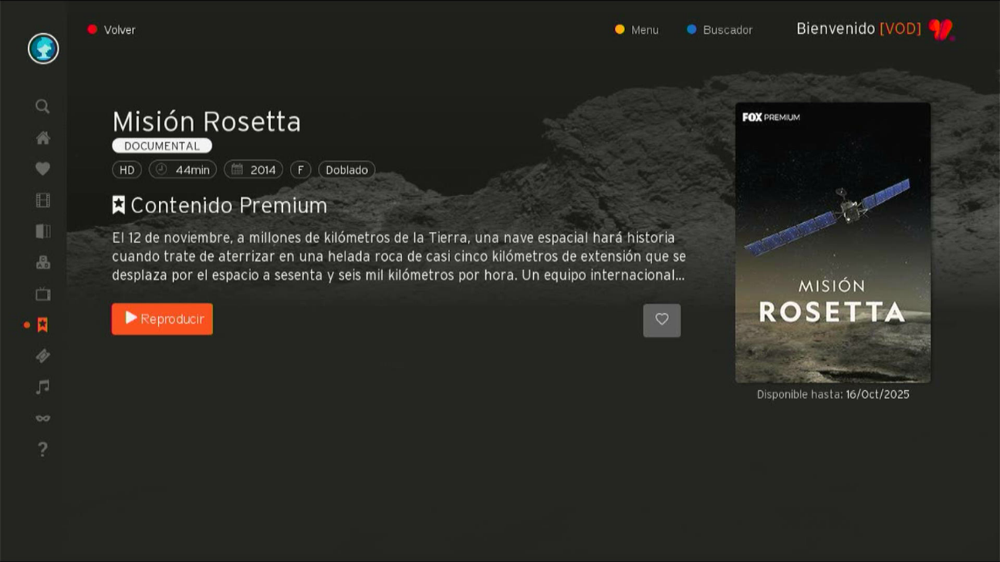 Volver
Menu
Buscador
Bienvenido [VOD]
Misión Rosetta
DOCUMENTAL
HD
44min
2014
F
Doblado
Contenido Premium
El 12 de noviembre, a millones de kilómetros de la Tierra, una nave espacial hará historia
cuando trate de aterrizar en una helada roca de casi cinco kilómetros de extensión que se
desplaza por el espacio a sesenta y seis mil kilómetros por hora. Un equipo internacional...
Reproducir
FOX PREMIUM
MISIÓN
ROSETTA
Disponible hasta: 16/Oct/2025
?